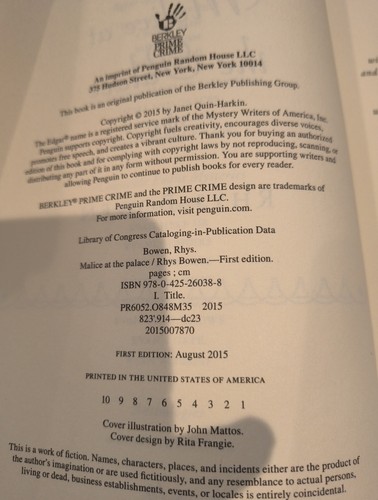 BERKLEY
PRIME
CRIME
An imprint of Penguin Random House LLC
375 Hudson Street, New York, New York 10014
This book is an original publication of the Berkley Publishing Group.
Copyright © 2015 by Janet Quin-Harkin.
The Edgar® name is a registered service mark of the Mystery Writers of America, Inc.
Penguin supports copyright. Copyright fuels creativity, encourages diverse voices,
promotes free speech, and creates a vibrant culture. Thank you for buying an authorized
edition of this book and for complying with copyright laws by not reproducing, scanning, or
distributing any part of it in any form without permission. You are supporting writers and
allowing Penguin to continue to publish books for every reader.
BERKLEY® PRIME CRIME and the PRIME CRIME design are trademarks of
Penguin Random House LLC.
For more information, visit penguin.com.
Library of Congress Cataloging-in-Publication Data
Bowen, Rhys.
Malice at the palace / Rhys Bowen.—First edition.
pages ; cm
ISBN 978-0-425-26038-8
I. Title.
PR6052.O848M35 2015
823'.914—dc23
2015007870
FIRST EDITION: August 2015
PRINTED IN THE UNITED STATES OF AMERICA
10 9 8 7 6 5 4 3 2 1
Cover illustration by John Mattos.
Cover design by Rita Frangie.
This is a work of fiction. Names, characters, places, and incidents either are the product of
the author's imagination or are used fictitiously, and any resemblance to actual persons,
living or dead, business establishments, events, or locales is entirely coincidental.